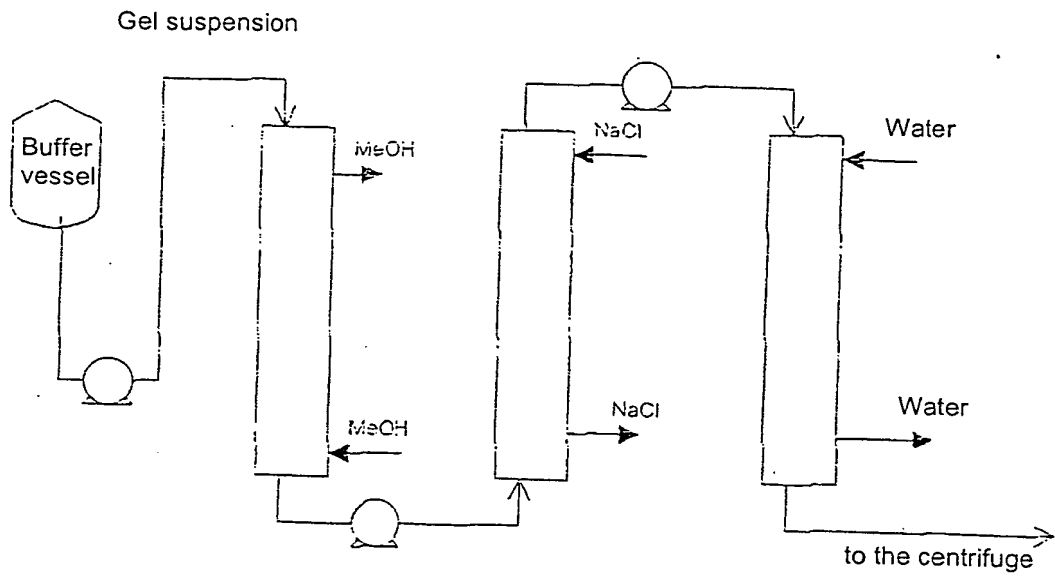 Gel suspension
Buffer
vessel
MeOH
MeOH
NaCl
NaCl
Water
Water
to the centrifuge